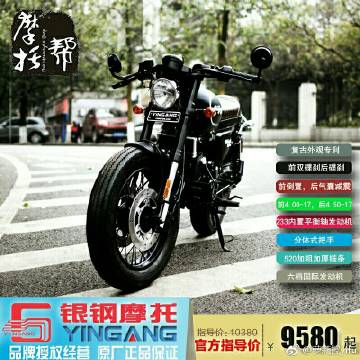 摩托帮
YINGANG
复古外观专利
前双碟刹后碟刹
前倒置，后气囊减震
前4.00-17，后4.50-17
233内置平衡轴发动机
分体式把手
520加粗加厚链条
六档国际发动机
银钢摩托
YINGANG
YINGANG
品牌授权经营 原厂正品保证
指导价：10380
官方指导价 ¥ 9580 起